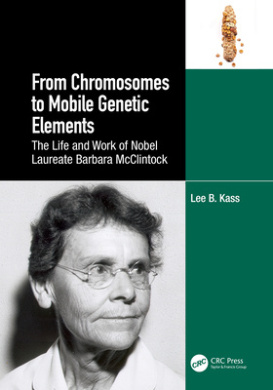 From Chromosomes
to Mobile Genetic
Elements
The Life and Work of Nobel
Laureate Barbara McClintock
Lee B. Kass
CRC
CRC Press
Taylor & Francis Group